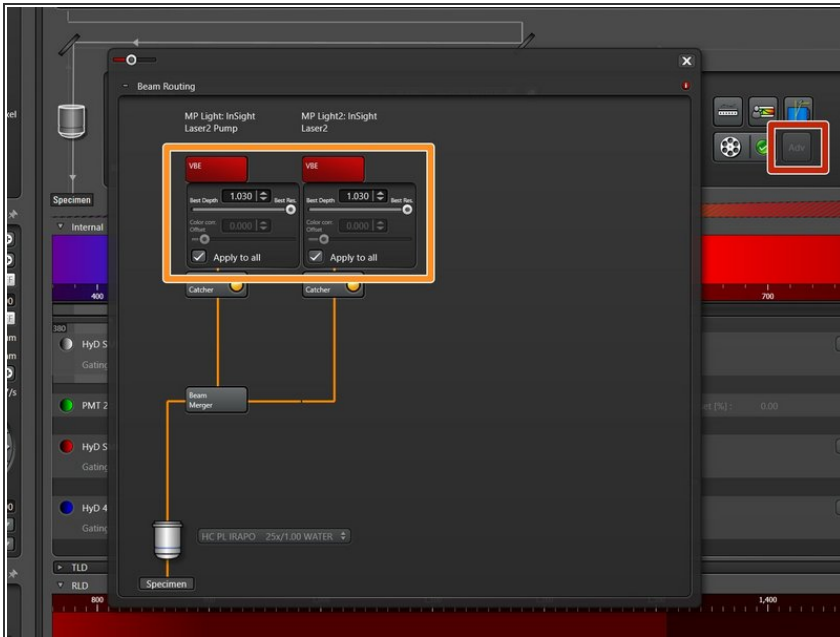 Beam Routing
Adv
MP Light: InSight
Laser2 Pump
MP Light2: InSight
Laser2
VBE
VBE
Best Depth 1.030 Best Res.
Best Depth 1.030 Best Res.
Color corr.
Offset 0.000
Color corr.
Offset 0.000
Apply to all
Apply to all
Catcher
Catcher
Beam
Merger
HC PL IRAPO 25x/1.00 WATER
Specimen
xel
Specimen
Internal
400
700
380
HyD S
Gating
PMT 2
et [%] : 0.00
HyD S
Gating
HyD 4
Gating
TLD
RLD
800
1,400